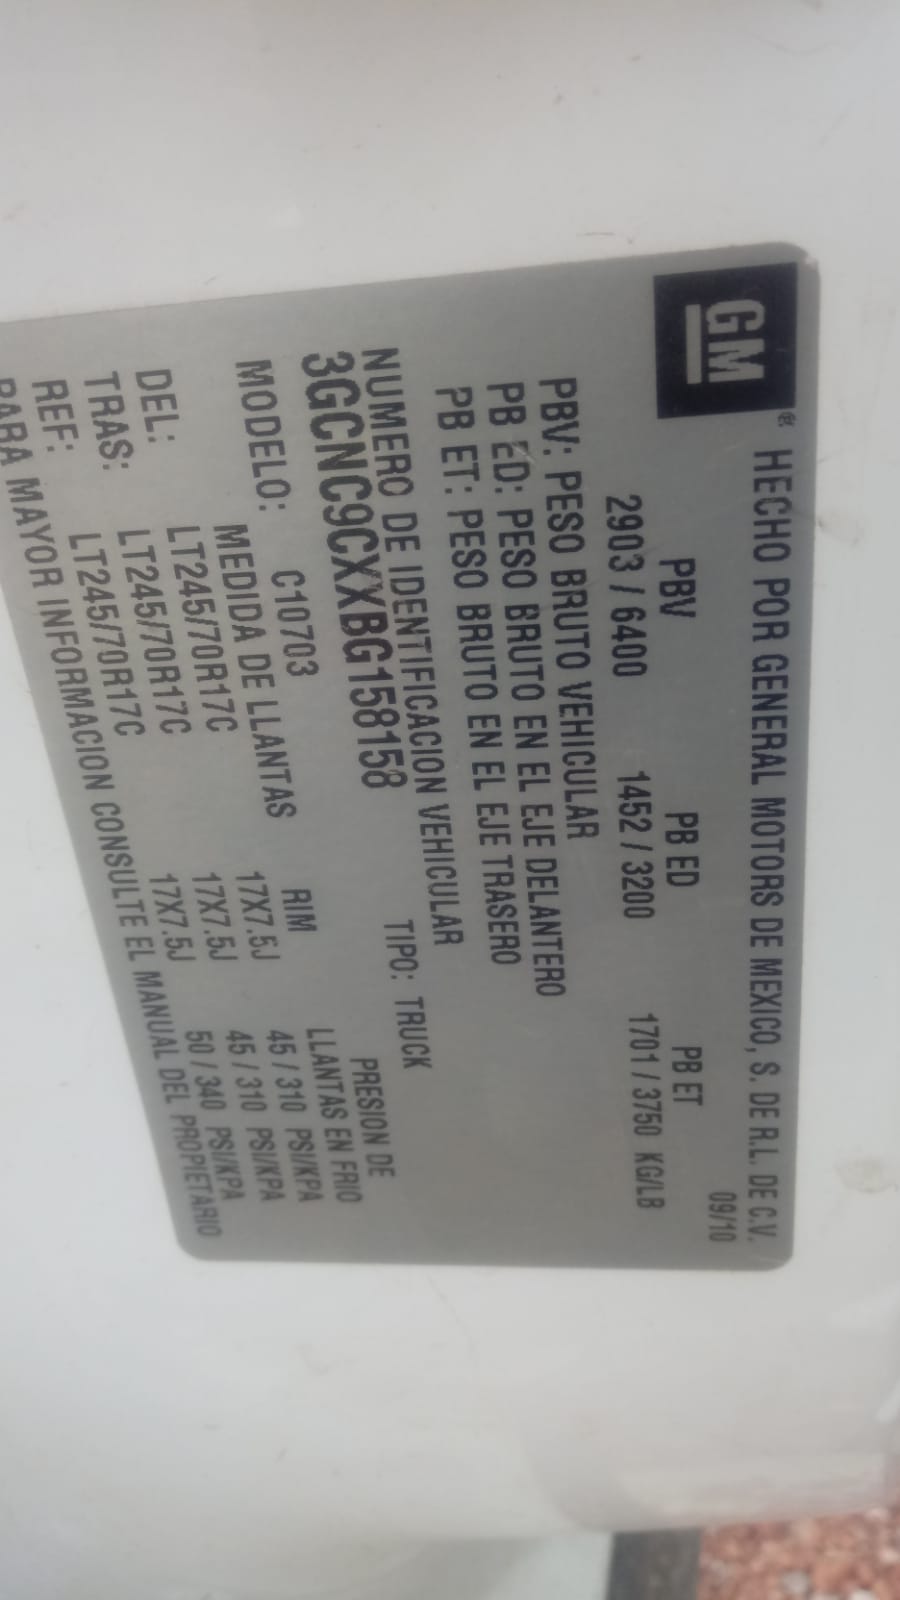 GM® HECHO POR GENERAL MOTORS DE MEXICO, S. DE R.L. DE C.V.
09/10
PBV PB ED PB ET
2903 / 6400 1452 / 3200 1701 / 3750 KG/LB
PBV: PESO BRUTO VEHICULAR
PB ED: PESO BRUTO EN EL EJE DELANTERO
PB ET: PESO BRUTO EN EL EJE TRASERO
NUMERO DE IDENTIFICACION VEHICULAR
3GCNC9CXXBG158158 TIPO: TRUCK
MODELO: C10703
PRESION DE
MEDIDA DE LLANTAS RIM LLANTAS EN FRIO
DEL: LT245/70R17C 17X7.5J 45 / 310 PSI/KPA
TRAS: LT245/70R17C 17X7.5J 45 / 310 PSI/KPA
REF: LT245/70R17C 17X7.5J 50 / 340 PSI/KPA
PARA MAYOR INFORMACION CONSULTE EL MANUAL DEL PROPIETARIO